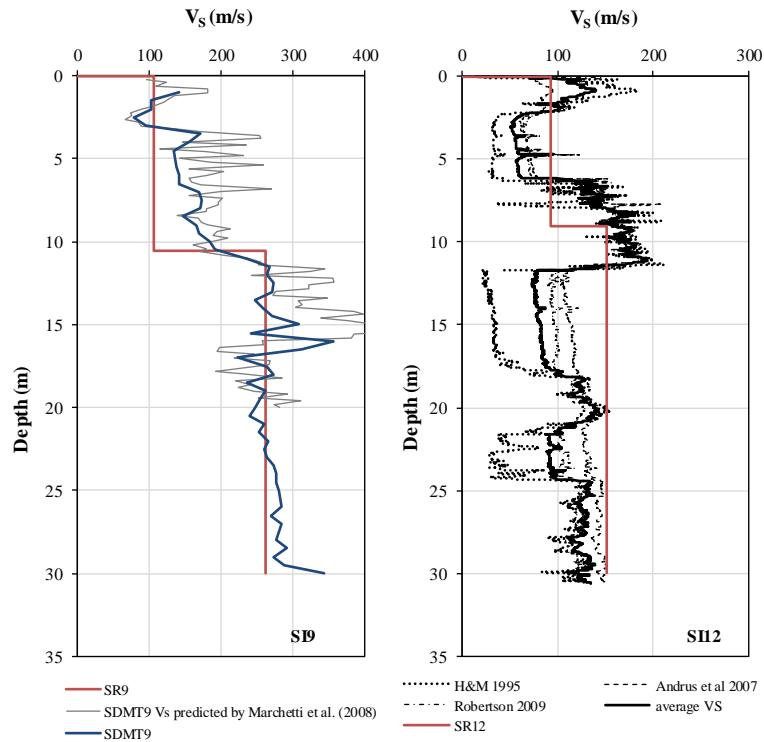 V_S (m/s)
0 100 200 300 400
0
5
10
15
20
25
30
35
Depth (m)
SI9
SR9
SDMT9 Vs predicted by Marchetti et al. (2008)
SDMT9
V_S (m/s)
0 100 200 300
0
5
10
15
20
25
30
35
Depth (m)
SI12
H&M 1995 Andrus et al 2007
Robertson 2009 average VS
SR12